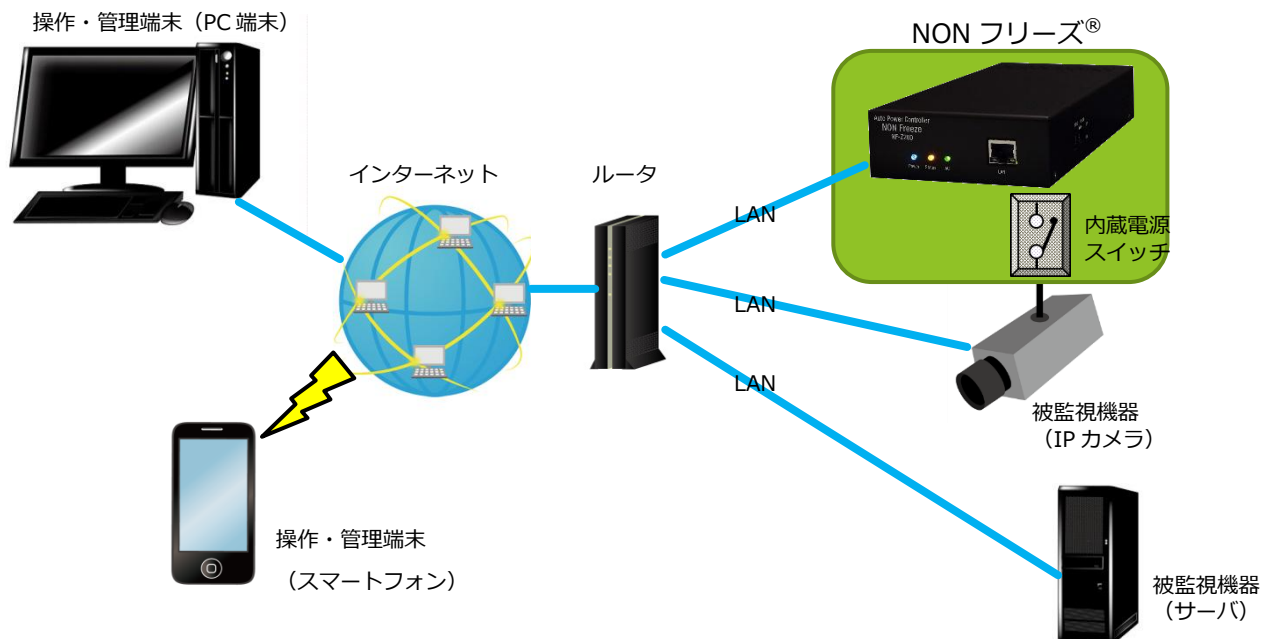 操作・管理端末（PC 端末）
NON フリーズ®
Auto Power Controller
NON Freeze
インターネット
ルータ
LAN
LAN
内蔵電源
スイッチ
LAN
LAN
被監視機器
（IP カメラ）
操作・管理端末
（スマートフォン）
被監視機器
（サーバ）